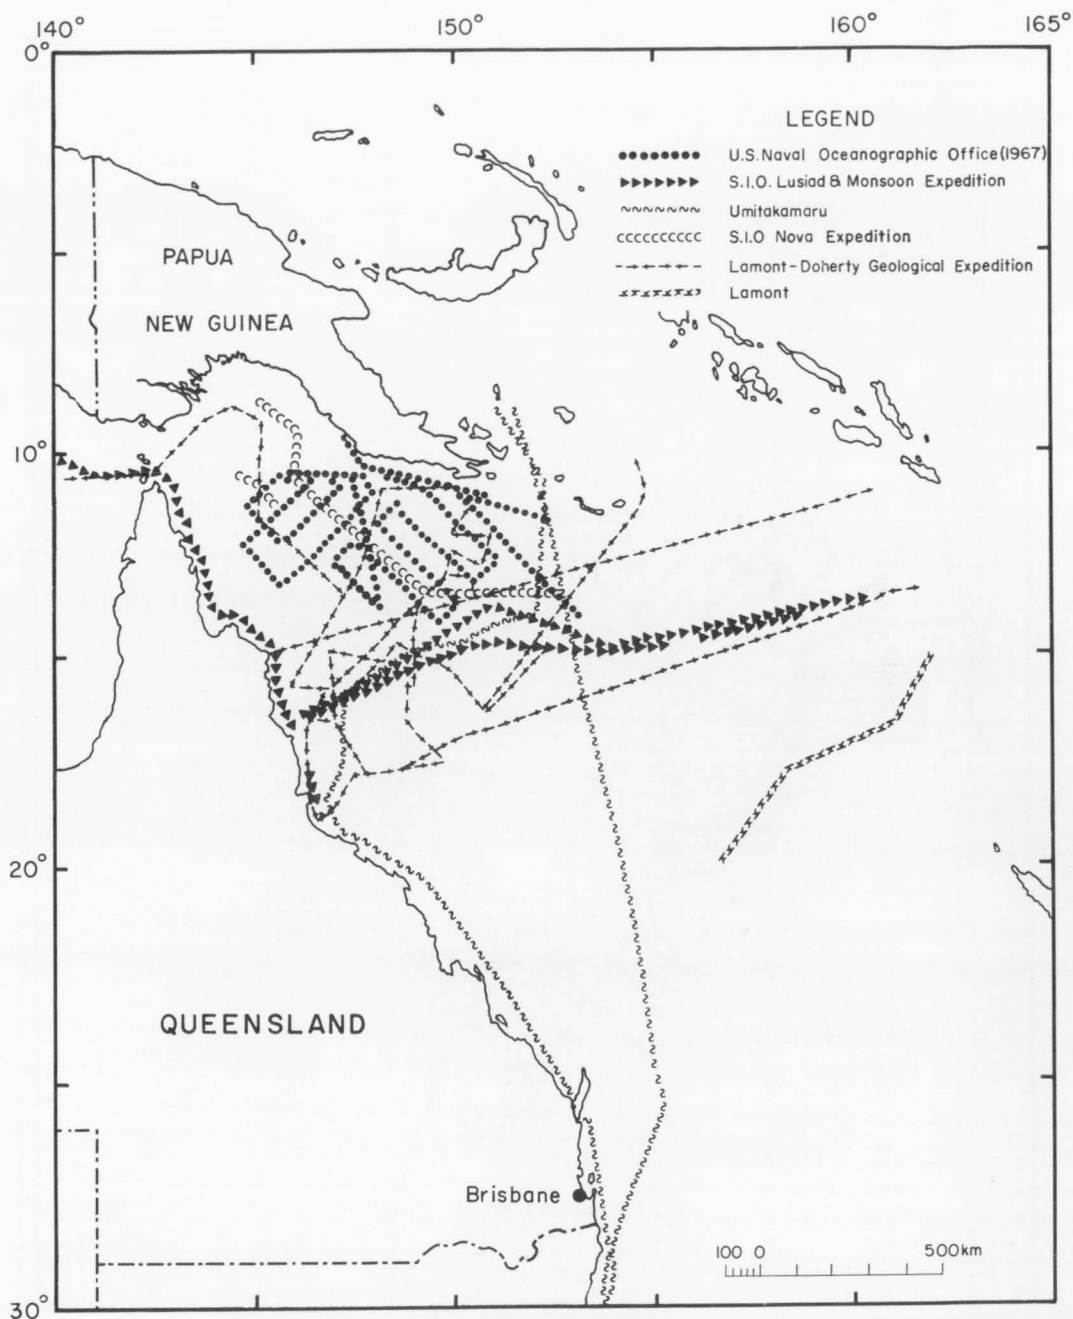 140° 150° 160° 165°
0°
LEGEND
U.S. Naval Oceanographic Office (1967)
S.I.O. Lusiad & Monsoon Expedition
Umitakamaru
S.I.O Nova Expedition
Lamont-Doherty Geological Expedition
Lamont
PAPUA
NEW GUINEA
10°
20°
QUEENSLAND
Brisbane
100 0 500km
30°